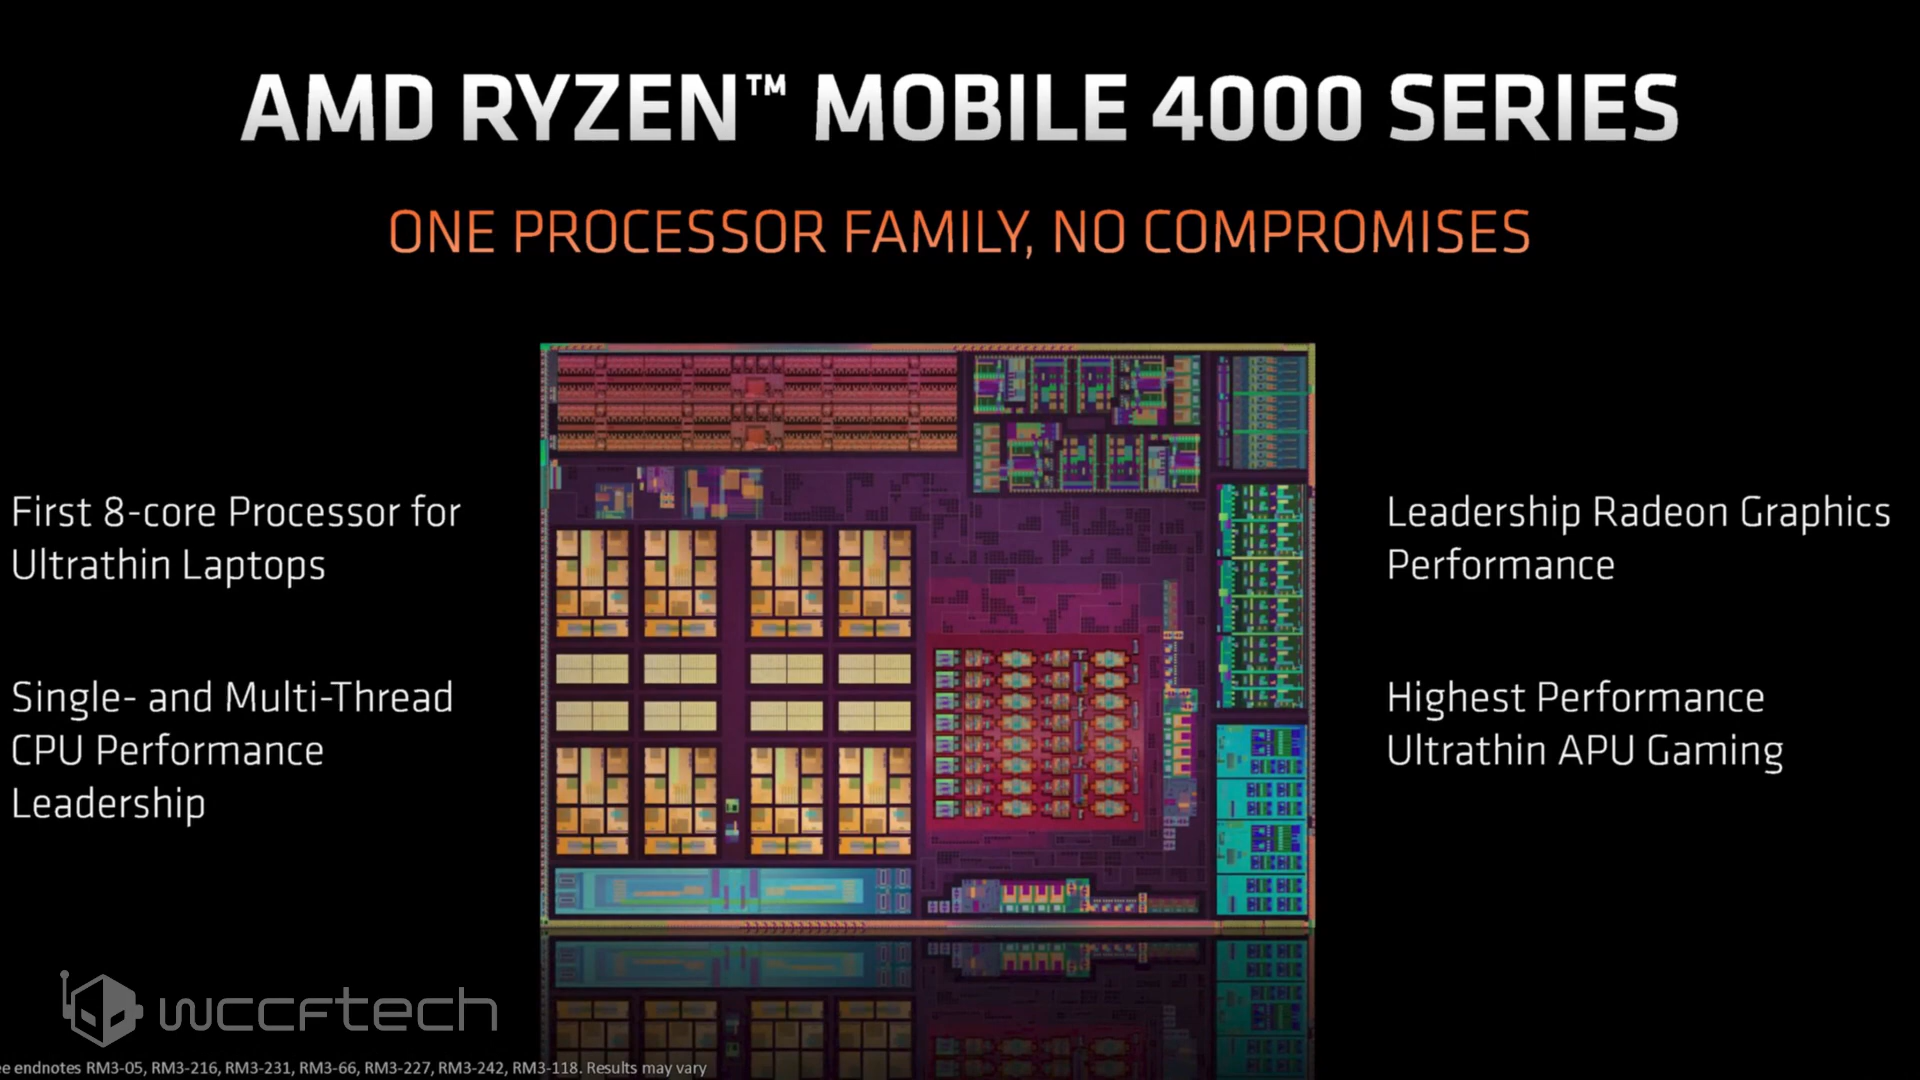 AMD RYZEN™ MOBILE 4000 SERIES
ONE PROCESSOR FAMILY, NO COMPROMISES
First 8-core Processor for
Ultrathin Laptops
Single- and Multi-Thread
CPU Performance
Leadership
Leadership Radeon Graphics
Performance
Highest Performance
Ultrathin APU Gaming
wccftech
endnotes RM3-05, RM3-216, RM3-231, RM3-66, RM3-227, RM3-242, RM3-118. Results may vary